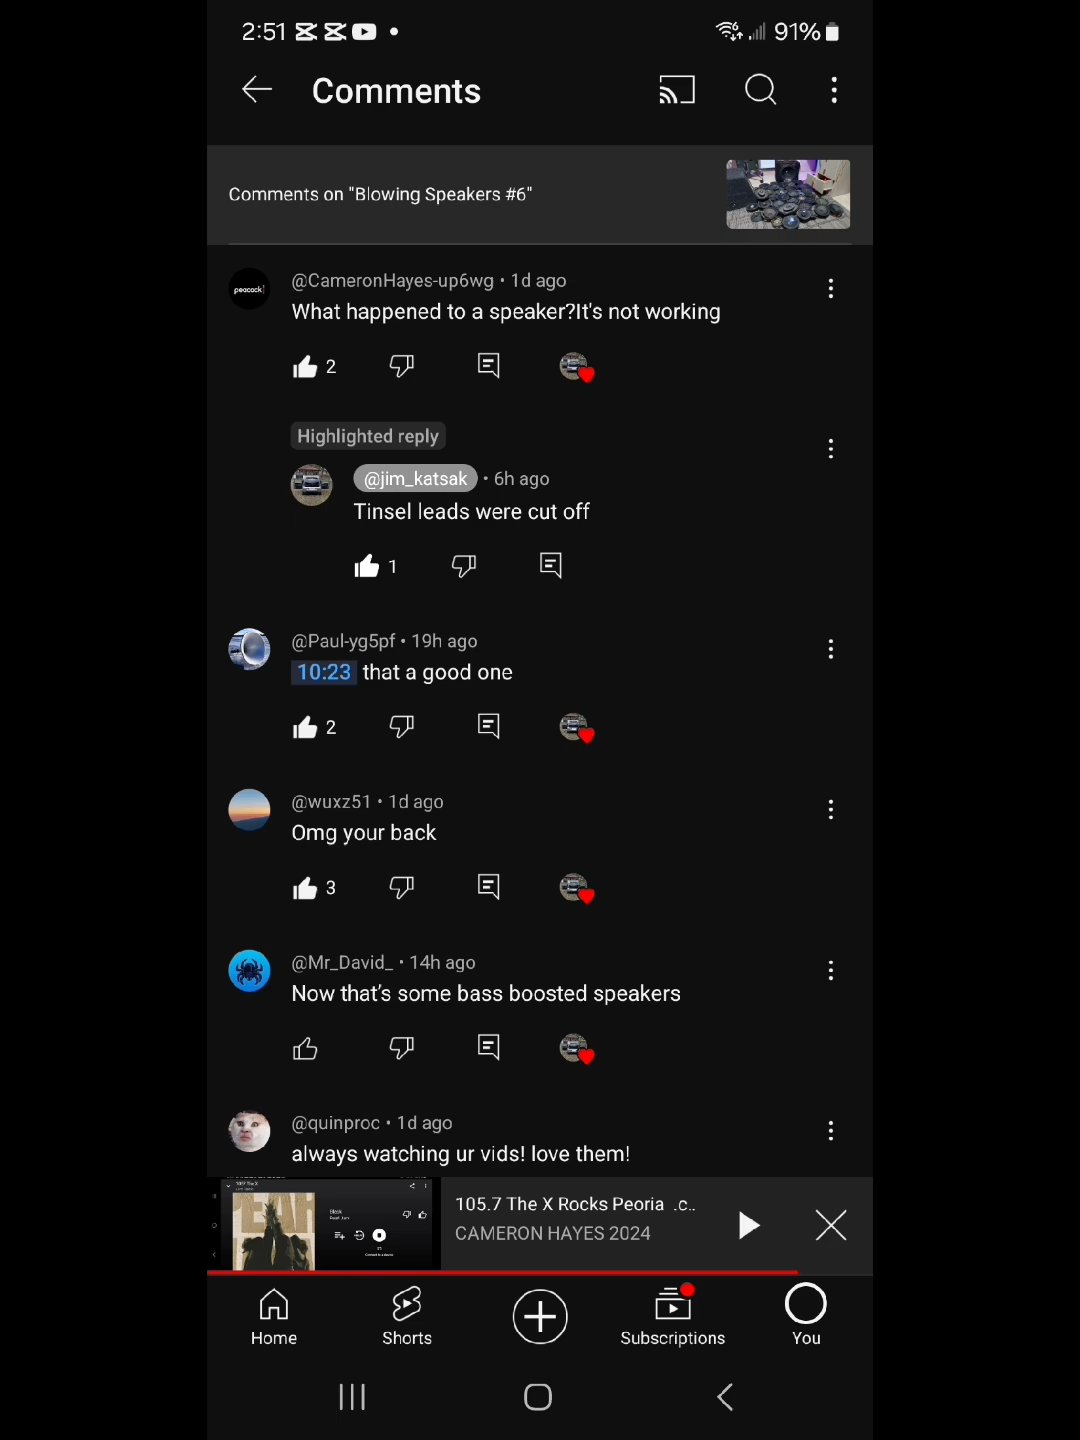 2:51
91%
Comments
Comments on "Blowing Speakers #6"
peacock
@CameronHayes-up6wg • 1d ago
What happened to a speaker?It's not working
2
Highlighted reply
@jim_katsak • 6h ago
Tinsel leads were cut off
1
@Paul-yg5pf • 19h ago
10:23 that a good one
2
@wuxz51 • 1d ago
Omg your back
3
@Mr_David_ • 14h ago
Now that's some bass boosted speakers
@quinproc • 1d ago
always watching ur vids! love them!
105.7 The X Rocks Peoria .c..
CAMERON HAYES 2024
Home
Shorts
Subscriptions
You